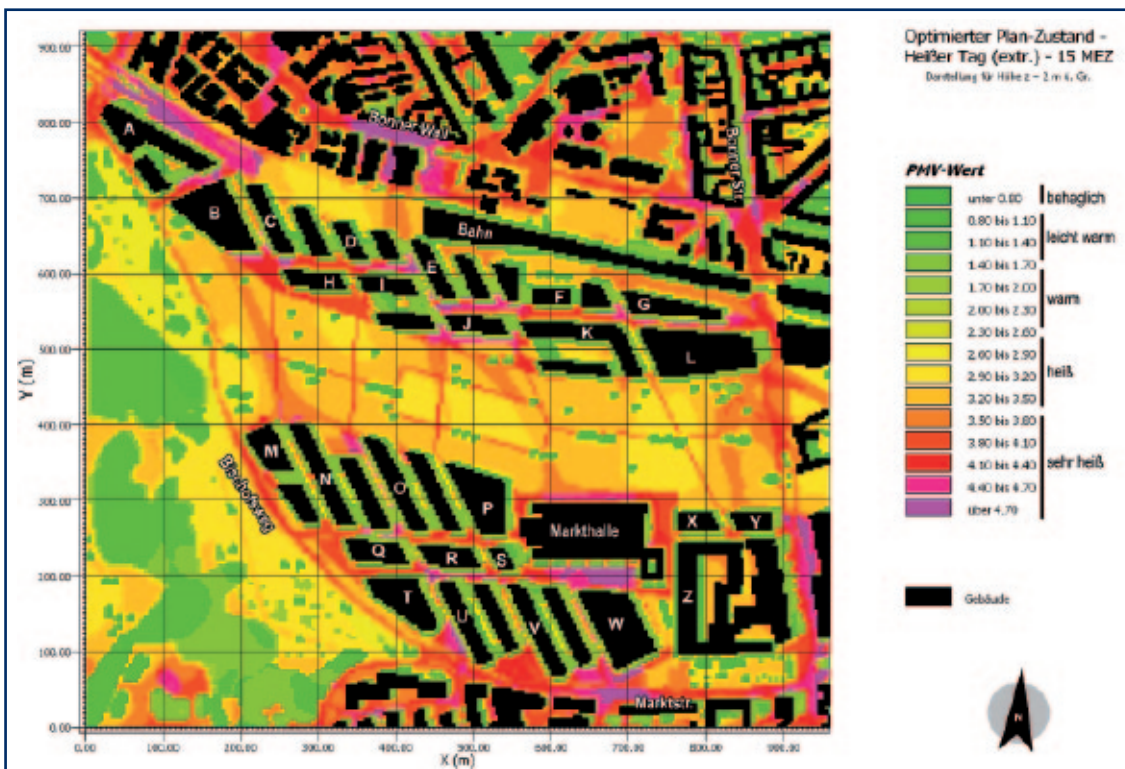 Optimierter Plan-Zustand -
Heißer Tag (extr.) - 15 MEZ
Darstellung für Höhe z = 2 m ü. Gr.
PMV-Wert
unter 0.80
behaglich
0.80 bis 1.10
leicht warm
1.10 bis 1.40
1.40 bis 1.70
1.70 bis 2.00
warm
2.00 bis 2.30
2.30 bis 2.60
2.60 bis 2.90
heiß
2.90 bis 3.20
3.20 bis 3.50
3.50 bis 3.80
3.80 bis 4.10
sehr heiß
4.10 bis 4.40
4.40 bis 4.70
über 4.70
Gebäude
N
Y (m)
900.00
800.00
700.00
600.00
500.00
400.00
300.00
200.00
100.00
0.00
0.00 100.00 200.00 300.00 400.00 500.00 600.00 700.00 800.00 900.00
X (m)
Bonner Wall
Bonner Str.
Bahn
Bischofsweg
Markthalle
Marktstr.
A
B
C
D
E
F
G
H
I
J
K
L
M
N
O
P
Q
R
S
T
U
V
W
X
Y
Z